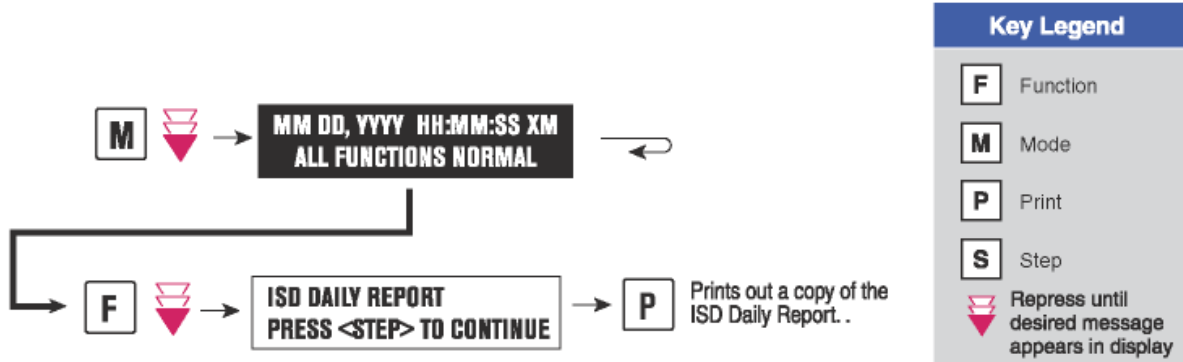 Key Legend
F Function
M Mode
P Print
S Step
Repress until
desired message
appears in display
M
MM DD, YYYY HH:MM:SS XM
ALL FUNCTIONS NORMAL
F
ISD DAILY REPORT
PRESS <STEP> TO CONTINUE
P
Prints out a copy of the
ISD Daily Report. .